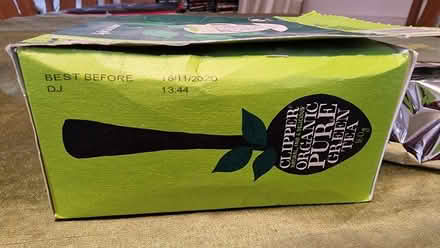 BEST BEFORE 18/11/2020
DJ 13:44
CLIPPER
ORGANIC
PURE
GREEN
TEA